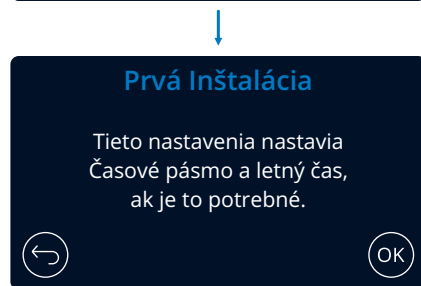 Prvá Inštalácia
Tieto nastavenia nastavia
Časové pásmo a letný čas,
ak je to potrebné.
OK